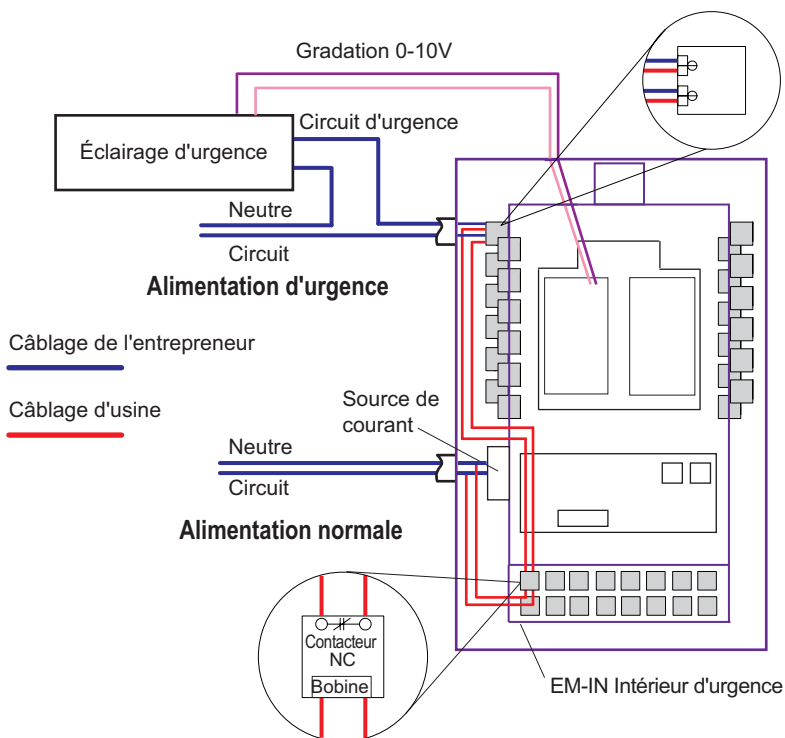 Gradation 0-10V
Circuit d'urgence
Éclairage d'urgence
Neutre
Circuit
Alimentation d'urgence
Câblage de l'entrepreneur
Câblage d'usine
Source de
courant
Neutre
Circuit
Alimentation normale
Contacteur
NC
Bobine
EM-IN Intérieur d'urgence